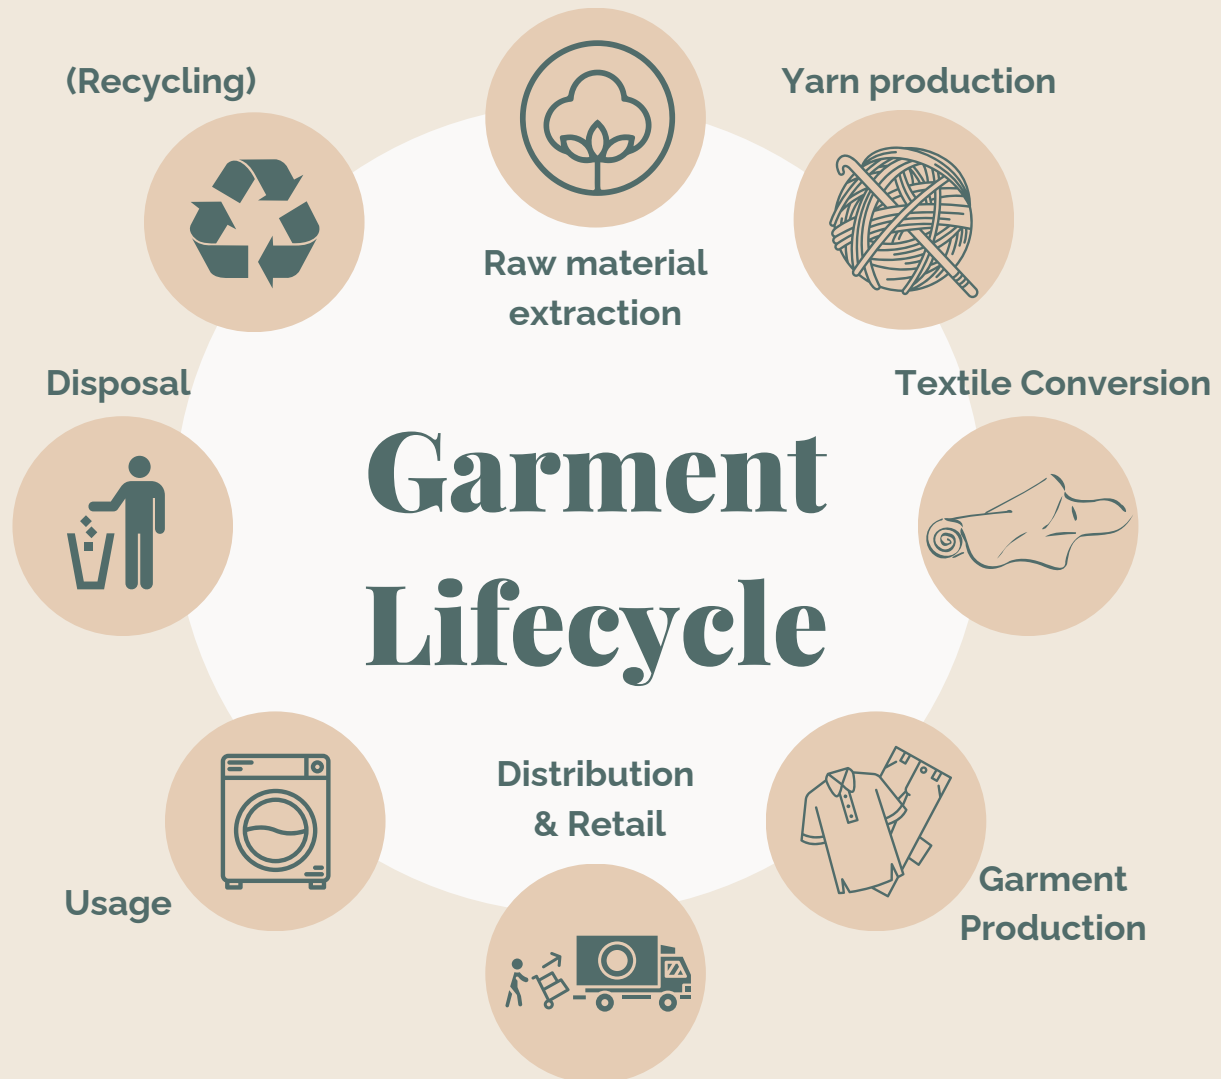 (Recycling)
Yarn production
Raw material
extraction
Disposal
Textile Conversion
Garment
Lifecycle
Distribution
& Retail
Usage
Garment
Production